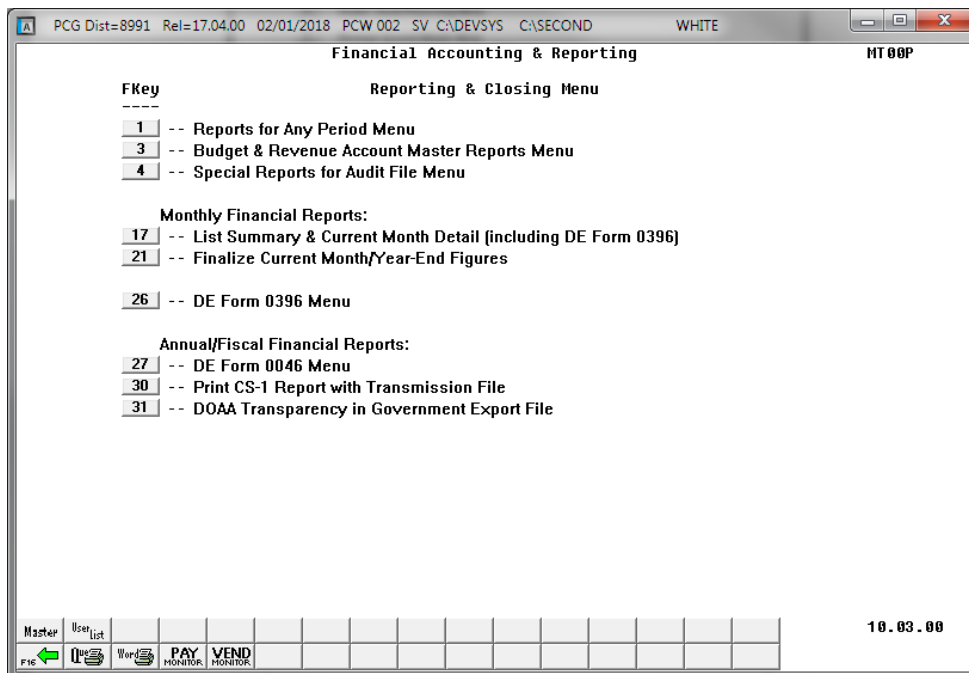 A PCG Dist=8991 Rel=17.04.00 02/01/2018 PCW 002 SV C:\DEVSYS C:\SECOND WHITE
Financial Accounting & Reporting MT00P
FKey Reporting & Closing Menu
----
1 -- Reports for Any Period Menu
3 -- Budget & Revenue Account Master Reports Menu
4 -- Special Reports for Audit File Menu
Monthly Financial Reports:
17 -- List Summary & Current Month Detail (including DE Form 0396)
21 -- Finalize Current Month/Year-End Figures
26 -- DE Form 0396 Menu
Annual/Fiscal Financial Reports:
27 -- DE Form 0046 Menu
30 -- Print CS-1 Report with Transmission File
31 -- DOAA Transparency in Government Export File
Master User List 10.03.00
F16 Que Word PAY MONITOR VEND MONITOR